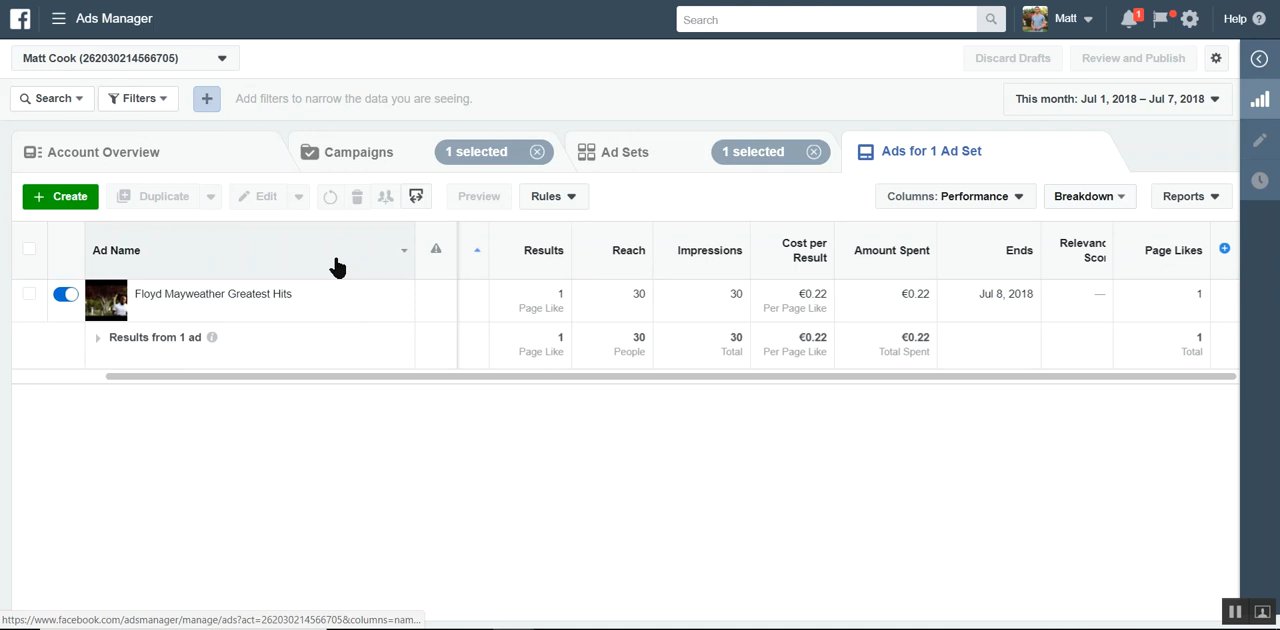 Ads Manager
Search
Matt
1
Help
Matt Cook (262030214566705)
Discard Drafts
Review and Publish
Search
Filters
Add filters to narrow the data you are seeing.
This month: Jul 1, 2018 – Jul 7, 2018
Account Overview
Campaigns
1 selected
Ad Sets
1 selected
Ads for 1 Ad Set
+ Create
Duplicate
Edit
Preview
Rules
Columns: Performance
Breakdown
Reports
Ad Name
Results
Reach
Impressions
Cost per
Result
Amount Spent
Ends
Relevanc
Scor
Page Likes
Floyd Mayweather Greatest Hits
1
Page Like
30
30
€0.22
Per Page Like
€0.22
Jul 8, 2018
—
1
Results from 1 ad
1
Page Like
30
People
30
Total
€0.22
Per Page Like
€0.22
Total Spent
1
Total
https://www.facebook.com/adsmanager/manage/ads?act=262030214566705&columns=nam...